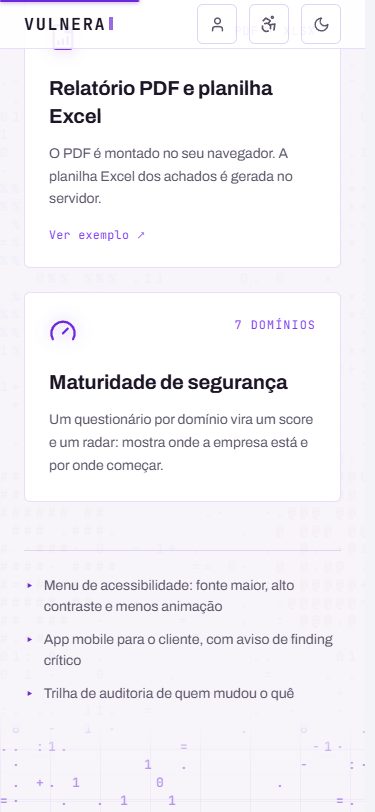 VULNERA
Relatório PDF e planilha
Excel
O PDF é montado no seu navegador. A
planilha Excel dos achados é gerada no
servidor.
Ver exemplo ↗
7 DOMÍNIOS
Maturidade de segurança
Um questionário por domínio vira um score
e um radar: mostra onde a empresa está e
por onde começar.
Menu de acessibilidade: fonte maior, alto
contraste e menos animação
App mobile para o cliente, com aviso de finding
crítico
Trilha de auditoria de quem mudou o quê